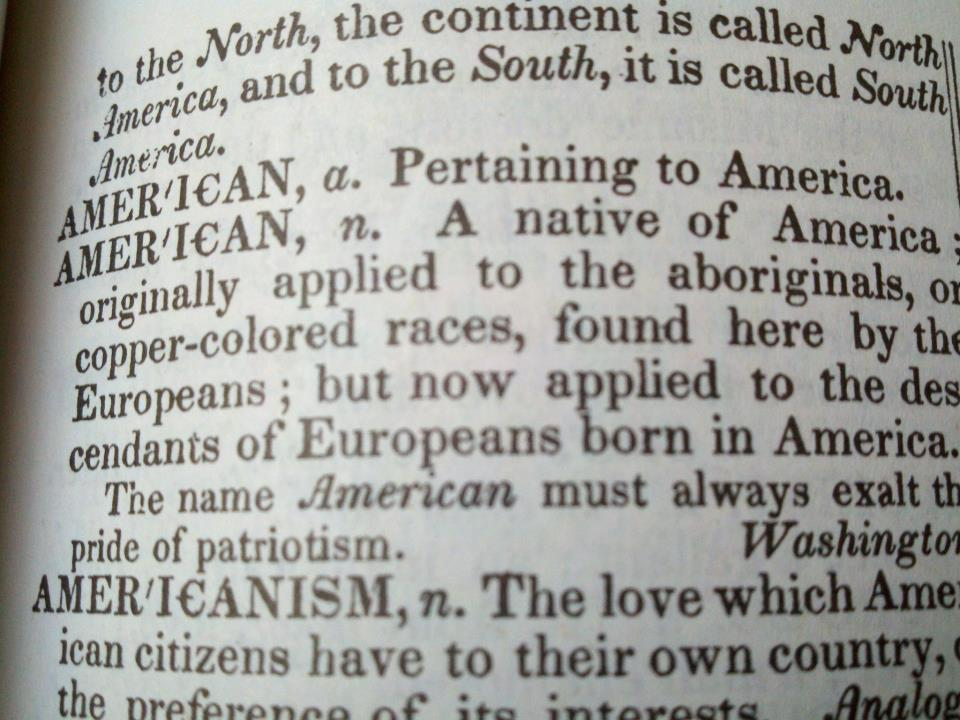 to the North, the continent is called North
America, and to the South, it is called South
America.
AMER'I€AN, a. Pertaining to America.
AMER'I€AN, n. A native of America;
originally applied to the aboriginals, or
copper-colored races, found here by the
Europeans; but now applied to the des
cendants of Europeans born in America.
The name American must always exalt th
pride of patriotism. Washington
AMER'I€ANISM, n. The love which Amer
ican citizens have to their own country,
the preference of its interests. Analog